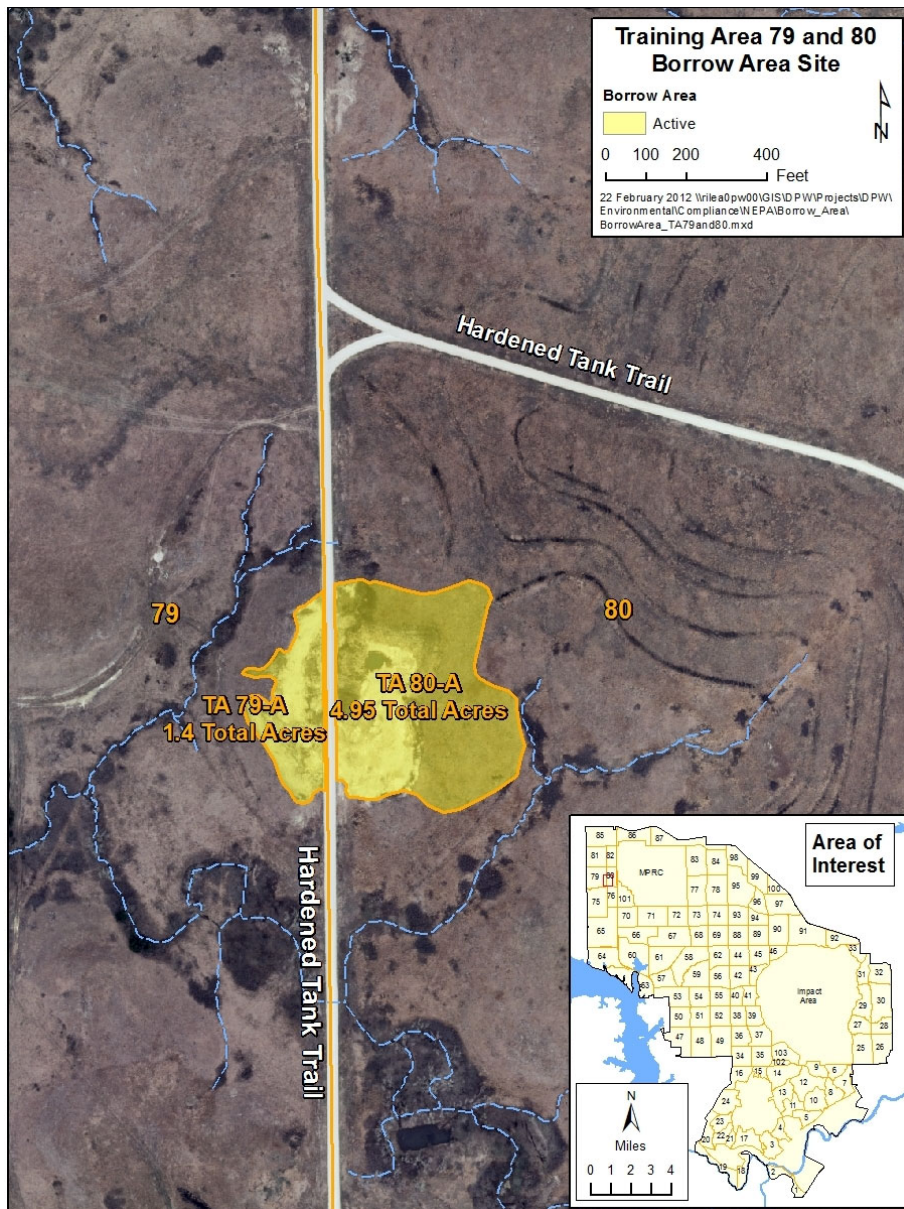 Training Area 79 and 80
Borrow Area Site
Borrow Area
Active
N
0 100 200 400
Feet
22 February 2012 \\rilea0pw00\GIS\DPW\Projects\DPW\
Environmental\Compliance\NEPA\Borrow_Area\
BorrowArea_TA79and80.mxd
Hardened Tank Trail
79
80
TA 79-A
1.4 Total Acres
TA 80-A
4.95 Total Acres
Hardened Tank Trail
Area of
Interest
85 86 87
81 82 83 84 98
MPRC
79 80 99
75 76 101 77 78 95 100
96 97
70 71 72 73 74 93 94
65 66 67 68 69 88 89 90 91 92
64 60 61 58 62 44 45 46 33
63 57 59 56 42 43 31 32
Impact
Area
53 54 55 40 41 29 30
50 51 52 38 39 27 28
47 48 49 36 37 25 26
34 35 103
102
16 15 14 9 6
13 12 7
24 11 10 8
23 5
4
20 22 21 17 3
19 18 2
1
N
Miles
0 1 2 3 4